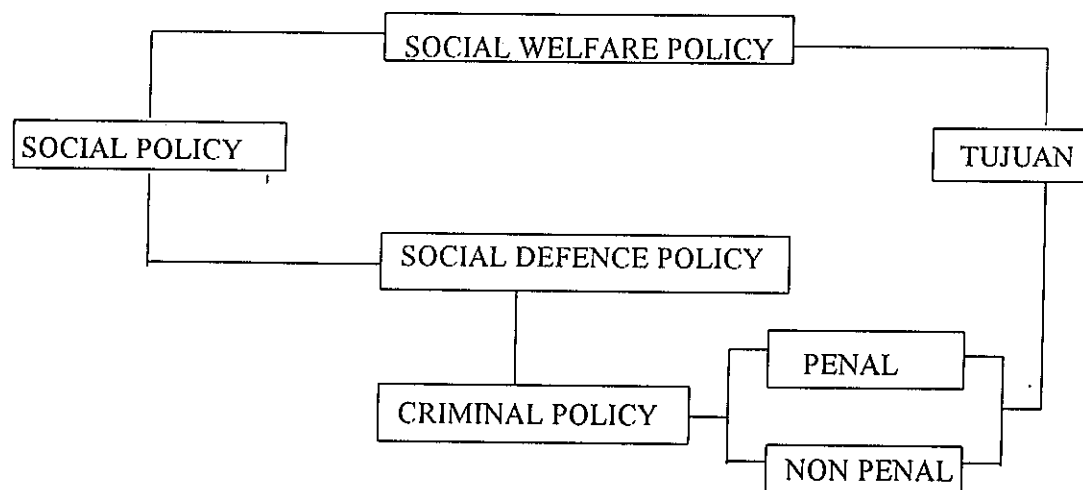 SOCIAL WELFARE POLICY
SOCIAL POLICY
TUJUAN
SOCIAL DEFENCE POLICY
PENAL
CRIMINAL POLICY
NON PENAL